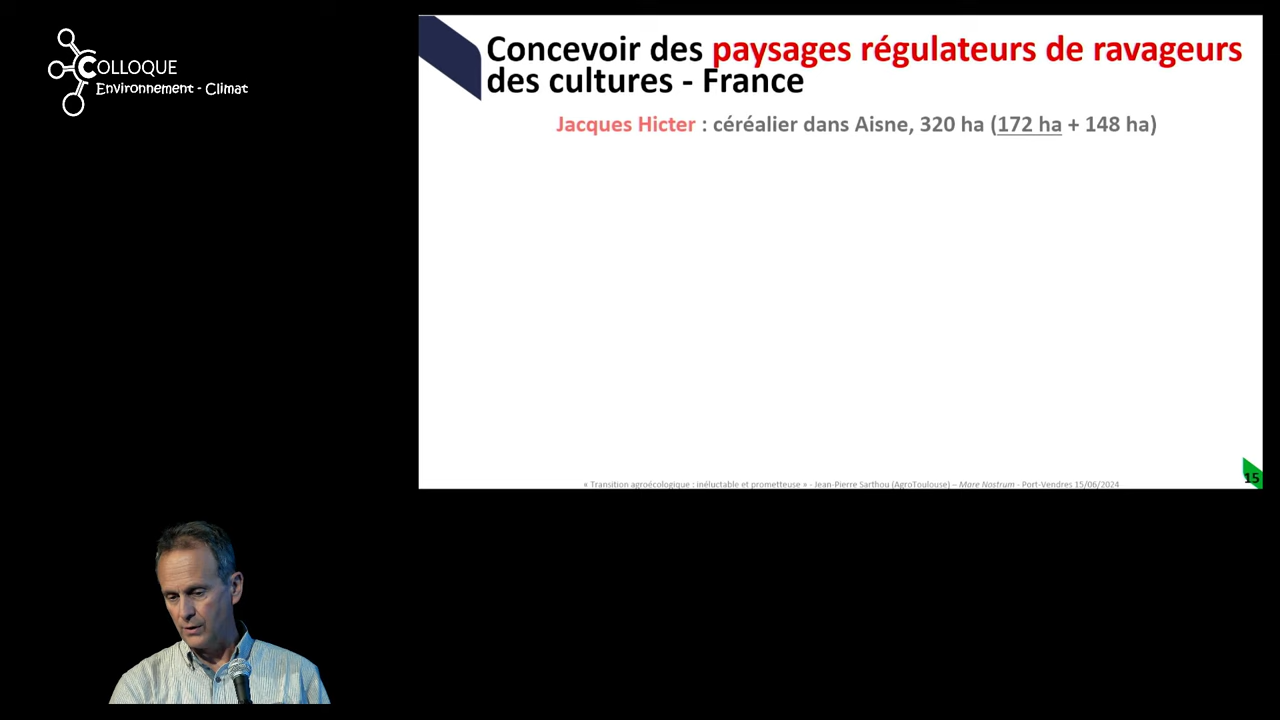 COLLOQUE
Environnement - Climat
Concevoir des paysages régulateurs de ravageurs
des cultures - France
Jacques Hicter : céréalier dans Aisne, 320 ha (172 ha + 148 ha)
« Transition agroécologique : inéluctable et prometteuse » - Jean-Pierre Sarthou (AgroToulouse) – Mare Nostrum - Port-Vendres 15/06/2024
15